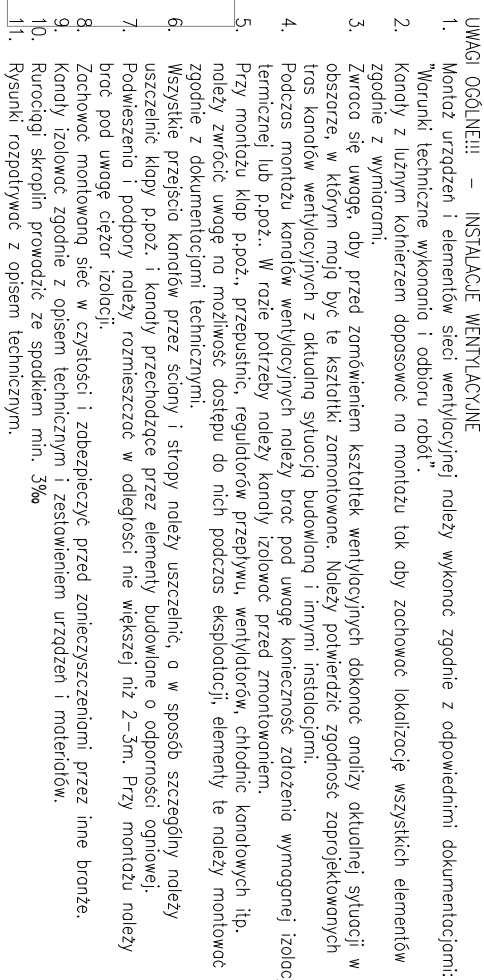 UWAGI OGÓLNE!!! – INSTALACJE WENTYLACYJNE
1. Montaż urządzeń i elementów sieci wentylacyjnej należy wykonać zgodnie z odpowiednimi dokumentacjami:
"Warunki techniczne wykonania i odbioru robót".
2. Kanały z luźnym kołnierzem dopasować na montażu tak aby zachować lokalizację wszystkich elementów
zgodnie z wymiarami.
3. Zwraca się uwagę, aby przed zamówieniem kształtek wentylacyjnych dokonać analizy aktualnej sytuacji w
obszarze, w którym mają być te kształtki zamontowane. Należy potwierdzić zgodność zaprojektowanych
tras kanałów wentylacyjnych z aktualną sytuacją budowlaną i innymi instalacjami.
4. Podczas montażu kanałów wentylacyjnych należy brać pod uwagę konieczność założenia wymaganej izolac
termicznej lub p.poż.. W razie potrzeby należy kanały izolować przed zmontowaniem.
5. Przy montażu klap p.poż., przepustnic, regulatorów przepływu, wentylatorów, chłodnic kanałowych itp.
należy zwrócić uwagę na możliwość dostępu do nich podczas eksploatacji, elementy te należy montować
zgodnie z dokumentacjami technicznymi.
6. Wszystkie przejścia kanałów przez ściany i stropy należy uszczelnić, a w sposób szczególny należy
uszczelnić klapy p.poż. i kanały przechodzące przez elementy budowlane o odporności ogniowej.
7. Podwieszenia i podpory należy rozmieszczać w odległości nie większej niż 2–3m. Przy montażu należy
brać pod uwagę ciężar izolacji.
8. Zachować montowaną sieć w czystości i zabezpieczyć przed zanieczyszczeniami przez inne branże.
9. Kanały izolować zgodnie z opisem technicznym i zestawieniem urządzeń i materiałów.
10. Rurociągi skroplin prowadzić ze spadkiem min. 3‰
11. Rysunki rozpatrywać z opisem technicznym.